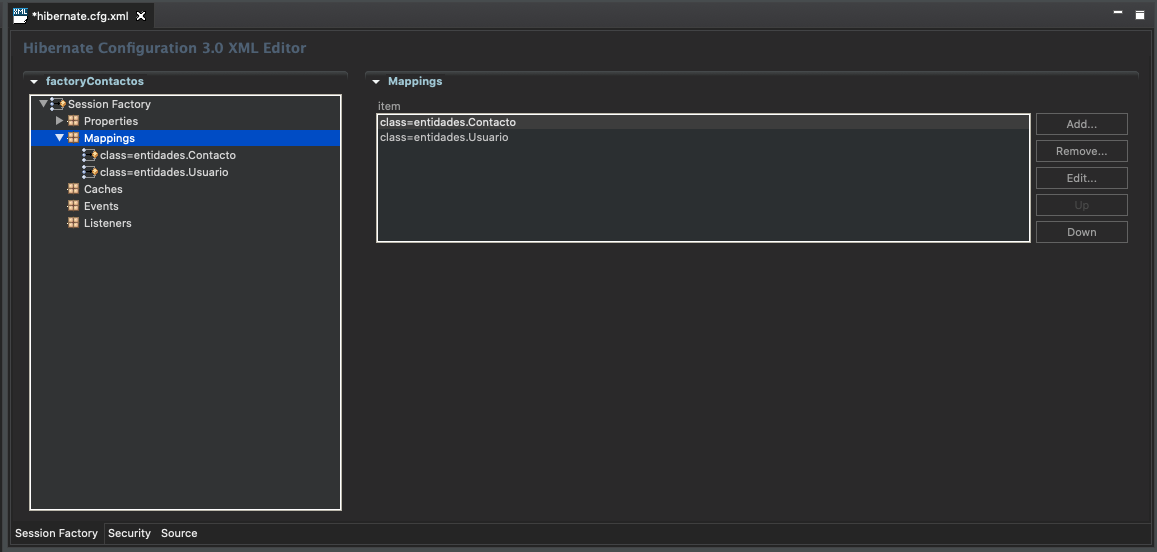 XML
*hibernate.cfg.xml
Hibernate Configuration 3.0 XML Editor
factoryContactos
Session Factory
Properties
Mappings
class=entidades.Contacto
class=entidades.Usuario
Caches
Events
Listeners
Mappings
item
class=entidades.Contacto
class=entidades.Usuario
Add...
Remove...
Edit...
Up
Down
Session Factory
Security
Source